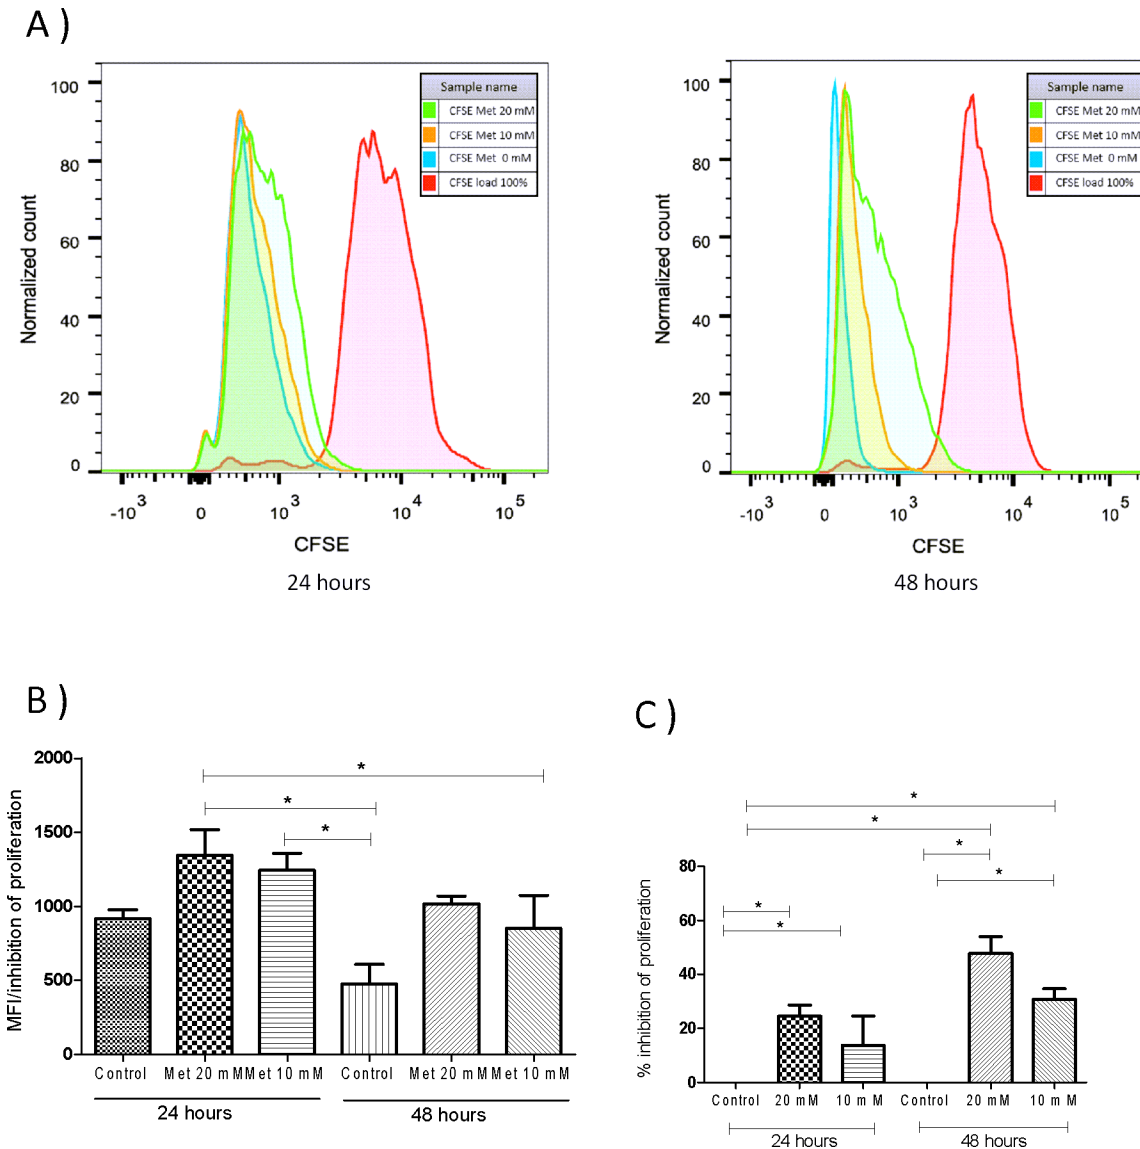 A )
100
80
60
40
20
0
Normalized count
Sample name
CFSE Met 20 mM
CFSE Met 10 mM
CFSE Met 0 mM
CFSE load 100%
-10^3
0
10^3
10^4
10^5
CFSE
24 hours
100
80
60
40
20
0
Normalized count
Sample name
CFSE Met 20 mM
CFSE Met 10 mM
CFSE Met 0 mM
CFSE load 100%
-10^3
0
10^3
10^4
10^5
CFSE
48 hours
B )
2000
1500
1000
500
0
MFI/inhibition of proliferation
*
*
*
Control
Met 20 mM
Met 10 mM
Control
Met 20 mM
Met 10 mM
24 hours
48 hours
C )
80
60
40
20
0
% inhibition of proliferation
*
*
*
*
*
*
Control
20 mM
10 mM
Control
20 mM
10 mM
24 hours
48 hours